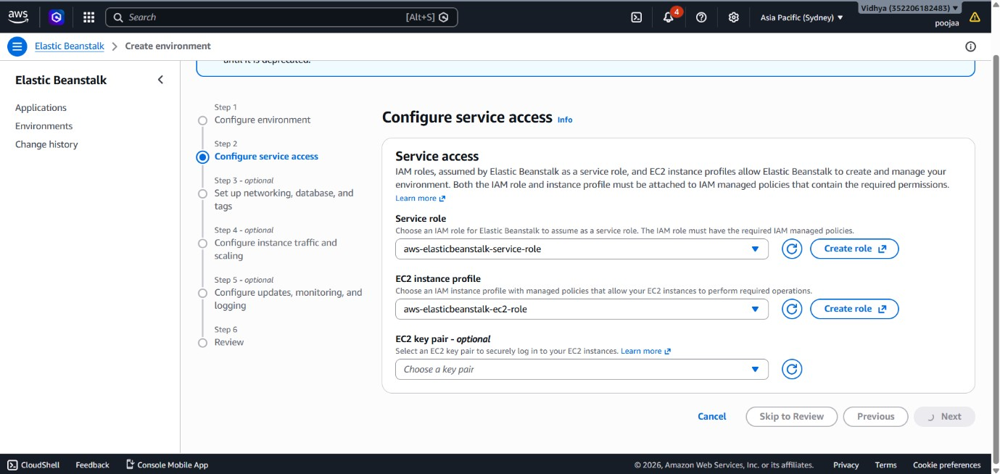 aws
Search
[Alt+S]
4
Asia Pacific (Sydney)
Vidhya (352206182483)
poojaa
Elastic Beanstalk
Create environment
Elastic Beanstalk
Applications
Environments
Change history
until it is deprecated.
Step 1
Configure environment
Step 2
Configure service access
Step 3 - optional
Set up networking, database, and
tags
Step 4 - optional
Configure instance traffic and
scaling
Step 5 - optional
Configure updates, monitoring, and
logging
Step 6
Review
Configure service access Info
Service access
IAM roles, assumed by Elastic Beanstalk as a service role, and EC2 instance profiles allow Elastic Beanstalk to create and manage your
environment. Both the IAM role and instance profile must be attached to IAM managed policies that contain the required permissions.
Learn more
Service role
Choose an IAM role for Elastic Beanstalk to assume as a service role. The IAM role must have the required IAM managed policies.
aws-elasticbeanstalk-service-role
Create role
EC2 instance profile
Choose an IAM instance profile with managed policies that allow your EC2 instances to perform required operations.
aws-elasticbeanstalk-ec2-role
Create role
EC2 key pair - optional
Select an EC2 key pair to securely log in to your EC2 instances. Learn more
Choose a key pair
Cancel
Skip to Review
Previous
Next
CloudShell
Feedback
Console Mobile App
© 2026, Amazon Web Services, Inc. or its affiliates.
Privacy
Terms
Cookie preferences